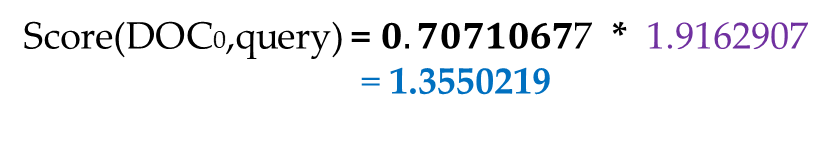 Score(DOC₀,query) = 0.70710677 * 1.9162907
= 1.3550219